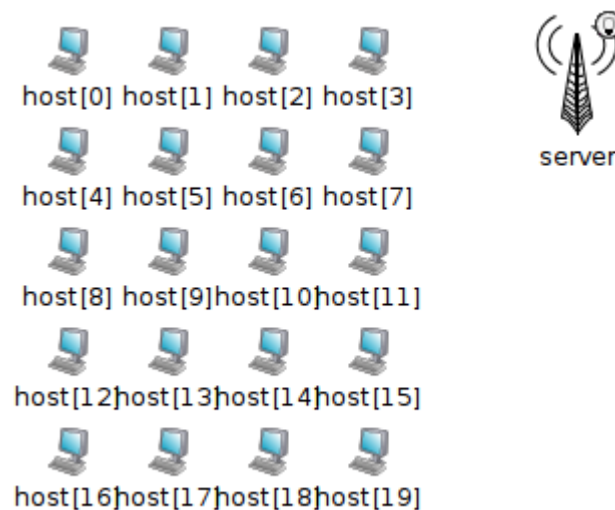 host[0] host[1] host[2] host[3]
server
host[4] host[5] host[6] host[7]
host[8] host[9] host[10] host[11]
host[12] host[13] host[14] host[15]
host[16] host[17] host[18] host[19]